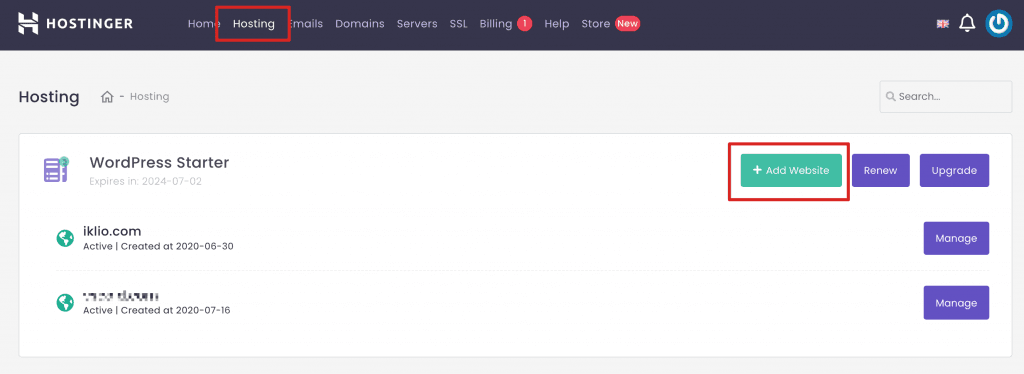 HOSTINGER Home Hosting Emails Domains Servers SSL Billing 1 Help Store New
Hosting - Hosting Search...
WordPress Starter
Expires in: 2024-07-02
+ Add Website Renew Upgrade
iklio.com
Active | Created at 2020-06-30
Manage
Active | Created at 2020-07-16
Manage